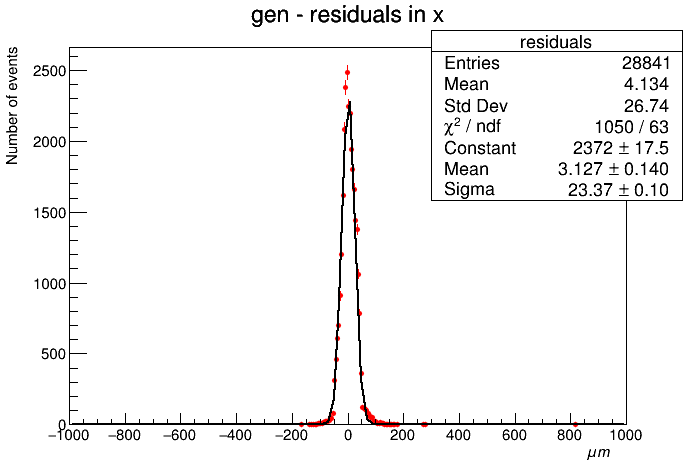 gen - residuals in x
residuals
Entries 28841
Mean 4.134
Std Dev 26.74
χ² / ndf 1050 / 63
Constant 2372 ± 17.5
Mean 3.127 ± 0.140
Sigma 23.37 ± 0.10
Number of events
2500
2000
1500
1000
500
0
−1000 −800 −600 −400 −200 0 200 400 600 800 1000
μm